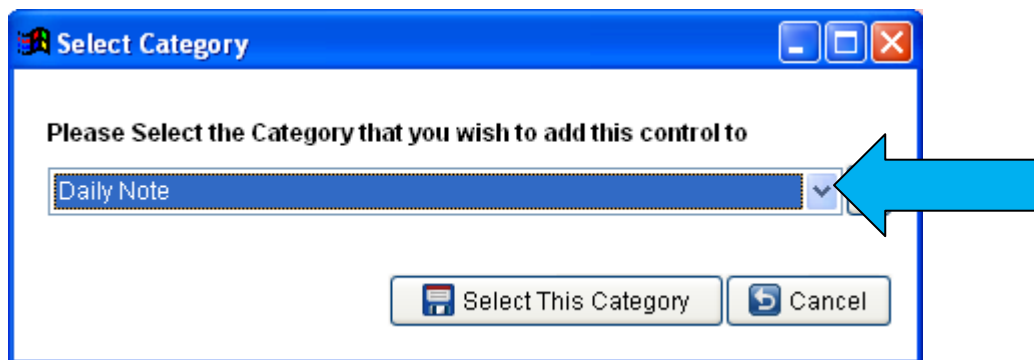 Select Category
Please Select the Category that you wish to add this control to
Daily Note
Select This Category Cancel